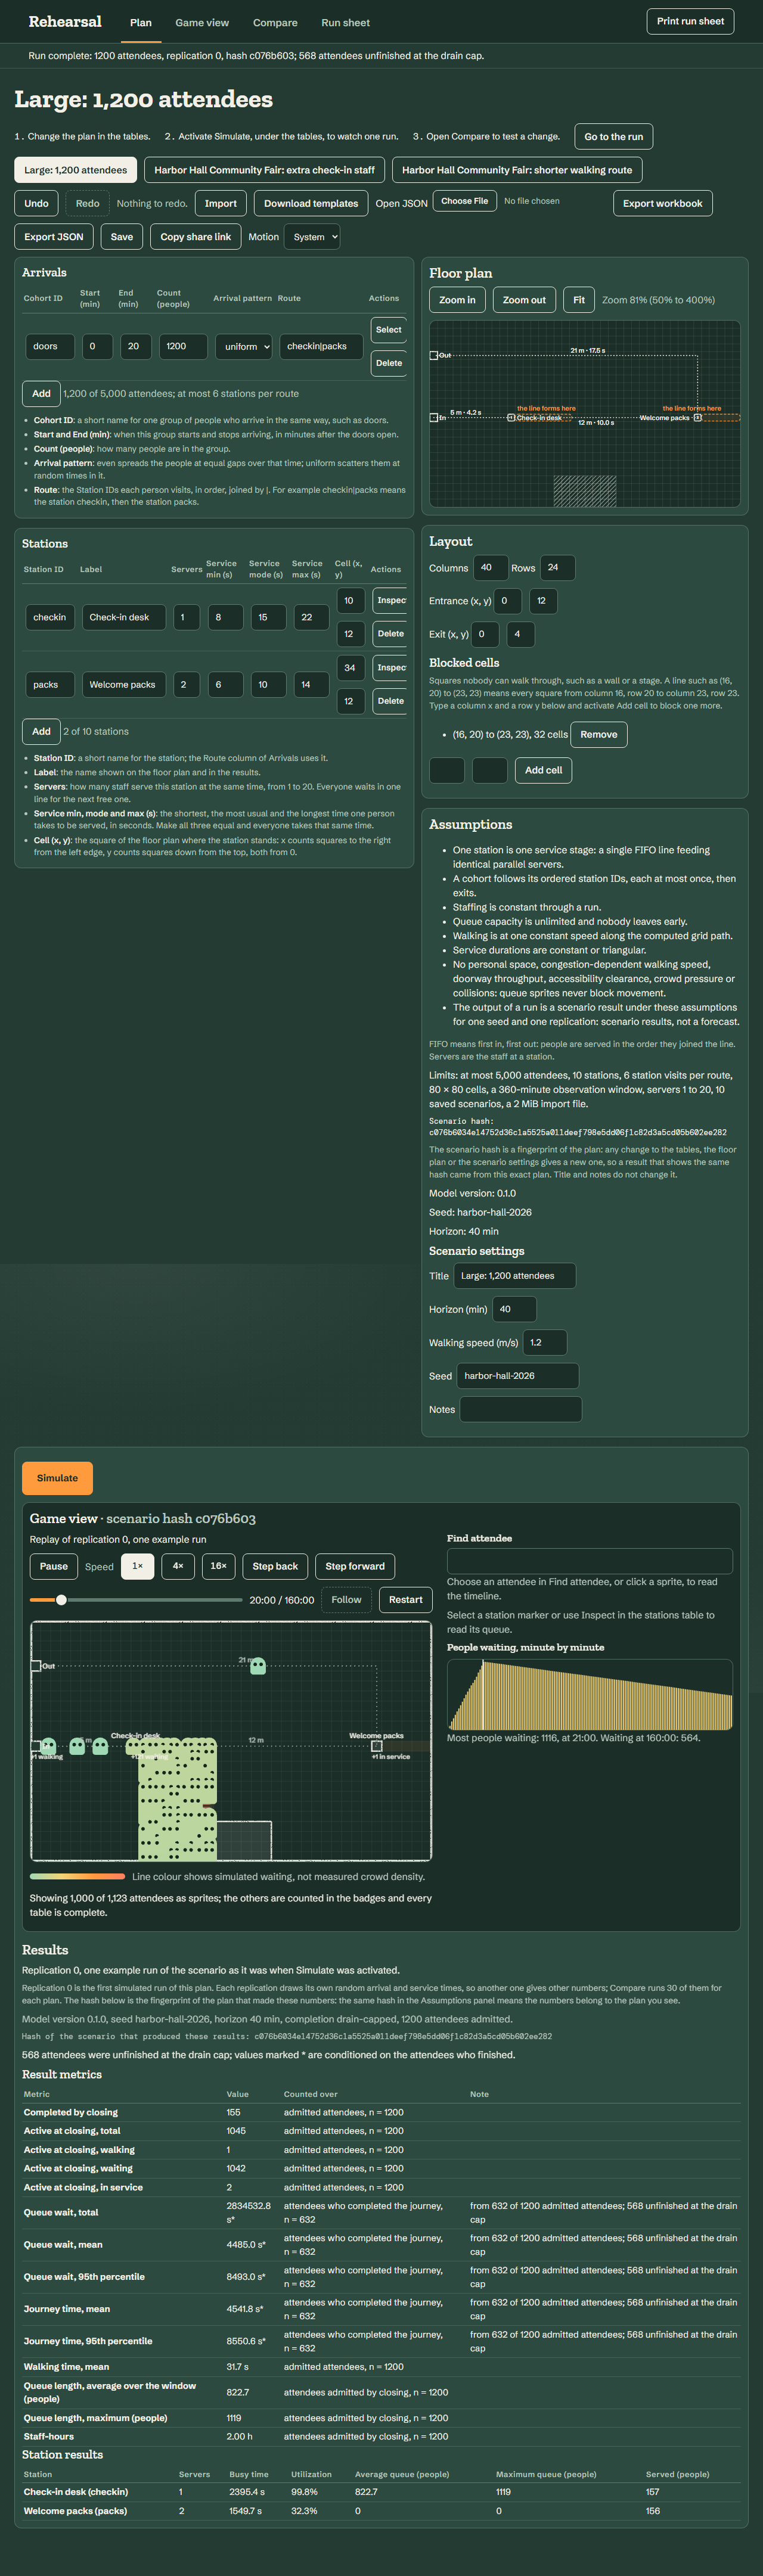 Rehearsal
Plan
Game view
Compare
Run sheet
Print run sheet
Run complete: 1200 attendees, replication 0, hash c076b603; 568 attendees unfinished at the drain cap.
Large: 1,200 attendees
1. Change the plan in the tables.
2. Activate Simulate, under the tables, to watch one run.
3. Open Compare to test a change.
Go to the run
Large: 1,200 attendees
Harbor Hall Community Fair: extra check-in staff
Harbor Hall Community Fair: shorter walking route
Undo
Redo
Nothing to redo.
Import
Download templates
Open JSON
Choose File
No file chosen
Export workbook
Export JSON
Save
Copy share link
Motion
System
Arrivals
Cohort ID
Start (min)
End (min)
Count (people)
Arrival pattern
Route
Actions
doors
0
20
1200
uniform
checkin|packs
Select
Delete
Add
1,200 of 5,000 attendees; at most 6 stations per route
Cohort ID: a short name for one group of people who arrive in the same way, such as doors.
Start and End (min): when this group starts and stops arriving, in minutes after the doors open.
Count (people): how many people are in the group.
Arrival pattern: even spreads the people at equal gaps over that time; uniform scatters them at
random times in it.
Route: the Station IDs each person visits, in order, joined by |. For example checkin|packs means
the station checkin, then the station packs.
Stations
Station ID
Label
Servers
Service min (s)
Service mode (s)
Service max (s)
Cell (x, y)
Actions
checkin
Check-in desk
1
8
15
22
10
12
Inspec
Delete
packs
Welcome packs
2
6
10
14
34
12
Inspec
Delete
Add
2 of 10 stations
Station ID: a short name for the station; the Route column of Arrivals uses it.
Label: the name shown on the floor plan and in the results.
Servers: how many staff serve this station at the same time, from 1 to 20. Everyone waits in one
line for the next free one.
Service min, mode and max (s): the shortest, the most usual and the longest time one person
takes to be served, in seconds. Make all three equal and everyone takes that same time.
Cell (x, y): the square of the floor plan where the station stands: x counts squares to the right
from the left edge, y counts squares down from the top, both from 0.
Floor plan
Zoom in
Zoom out
Fit
Zoom 81% (50% to 400%)
Out
21 m · 17.5 s
the line forms here
the line forms here
In
5 m · 4.2 s
Check-in desk
12 m · 10.0 s
Welcome packs
Layout
Columns
40
Rows
24
Entrance (x, y)
0
12
Exit (x, y)
0
4
Blocked cells
Squares nobody can walk through, such as a wall or a stage. A line such as (16,
20) to (23, 23) means every square from column 16, row 20 to column 23, row 23.
Type a column x and a row y below and activate Add cell to block one more.
(16, 20) to (23, 23), 32 cells
Remove
Add cell
Assumptions
One station is one service stage: a single FIFO line feeding
identical parallel servers.
A cohort follows its ordered station IDs, each at most once, then
exits.
Staffing is constant through a run.
Queue capacity is unlimited and nobody leaves early.
Walking is at one constant speed along the computed grid path.
Service durations are constant or triangular.
No personal space, congestion-dependent walking speed,
doorway throughput, accessibility clearance, crowd pressure or
collisions: queue sprites never block movement.
The output of a run is a scenario result under these assumptions
for one seed and one replication: scenario results, not a forecast.
FIFO means first in, first out: people are served in the order they joined the line.
Servers are the staff at a station.
Limits: at most 5,000 attendees, 10 stations, 6 station visits per route,
80 × 80 cells, a 360-minute observation window, servers 1 to 20, 10
saved scenarios, a 2 MiB import file.
Scenario hash:
c076b6034e14752d36c1a5525a011deef798e5dd06f1c82d3a5cd05b602ee282
The scenario hash is a fingerprint of the plan: any change to the tables, the floor
plan or the scenario settings gives a new one, so a result that shows the same
hash came from this exact plan. Title and notes do not change it.
Model version: 0.1.0
Seed: harbor-hall-2026
Horizon: 40 min
Scenario settings
Title
Large: 1,200 attendees
Horizon (min)
40
Walking speed (m/s)
1.2
Seed
harbor-hall-2026
Notes
Simulate
Game view · scenario hash c076b603
Replay of replication 0, one example run
Pause
Speed
1×
4×
16×
Step back
Step forward
20:00 / 160:00
Follow
Restart
Out
21 m
Check-in desk
12 m
Welcome packs
+1 walking
+1 in service
Line colour shows simulated waiting, not measured crowd density.
Showing 1,000 of 1,123 attendees as sprites; the others are counted in the badges and every
table is complete.
Find attendee
Choose an attendee in Find attendee, or click a sprite, to read
the timeline.
Select a station marker or use Inspect in the stations table to
read its queue.
People waiting, minute by minute
Most people waiting: 1116, at 21:00. Waiting at 160:00: 564.
Results
Replication 0, one example run of the scenario as it was when Simulate was activated.
Replication 0 is the first simulated run of this plan. Each replication draws its own random arrival and service times, so another one gives other numbers; Compare runs 30 of them for
each plan. The hash below is the fingerprint of the plan that made these numbers: the same hash in the Assumptions panel means the numbers belong to the plan you see.
Model version 0.1.0, seed harbor-hall-2026, horizon 40 min, completion drain-capped, 1200 attendees admitted.
Hash of the scenario that produced these results: c076b6034e14752d36c1a5525a011deef798e5dd06f1c82d3a5cd05b602ee282
568 attendees were unfinished at the drain cap; values marked * are conditioned on the attendees who finished.
Result metrics
Metric
Value
Counted over
Note
Completed by closing
155
admitted attendees, n = 1200
Active at closing, total
1045
admitted attendees, n = 1200
Active at closing, walking
1
admitted attendees, n = 1200
Active at closing, waiting
1042
admitted attendees, n = 1200
Active at closing, in service
2
admitted attendees, n = 1200
Queue wait, total
2834532.8 s*
attendees who completed the journey, n = 632
from 632 of 1200 admitted attendees; 568 unfinished at the drain cap
Queue wait, mean
4485.0 s*
attendees who completed the journey, n = 632
from 632 of 1200 admitted attendees; 568 unfinished at the drain cap
Queue wait, 95th percentile
8493.0 s*
attendees who completed the journey, n = 632
from 632 of 1200 admitted attendees; 568 unfinished at the drain cap
Journey time, mean
4541.8 s*
attendees who completed the journey, n = 632
from 632 of 1200 admitted attendees; 568 unfinished at the drain cap
Journey time, 95th percentile
8550.6 s*
attendees who completed the journey, n = 632
from 632 of 1200 admitted attendees; 568 unfinished at the drain cap
Walking time, mean
31.7 s
admitted attendees, n = 1200
Queue length, average over the window (people)
822.7
attendees admitted by closing, n = 1200
Queue length, maximum (people)
1119
attendees admitted by closing, n = 1200
Staff-hours
2.00 h
attendees admitted by closing, n = 1200
Station results
Station
Servers
Busy time
Utilization
Average queue (people)
Maximum queue (people)
Served (people)
Check-in desk (checkin)
1
2395.4 s
99.8%
822.7
1119
157
Welcome packs (packs)
2
1549.7 s
32.3%
0
0
156